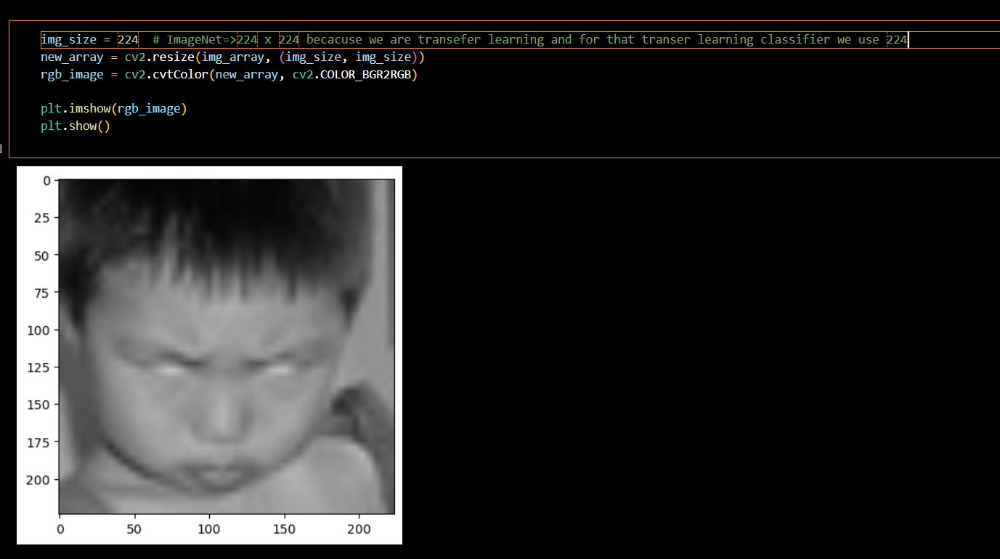 img_size = 224  # ImageNet=>224 x 224 becacuse we are transefer learning and for that transer learning classifier we use 224
new_array = cv2.resize(img_array, (img_size, img_size))
rgb_image = cv2.cvtColor(new_array, cv2.COLOR_BGR2RGB)
plt.imshow(rgb_image)
plt.show()
]
0
25
50
75
100
125
150
175
200
0 50 100 150 200